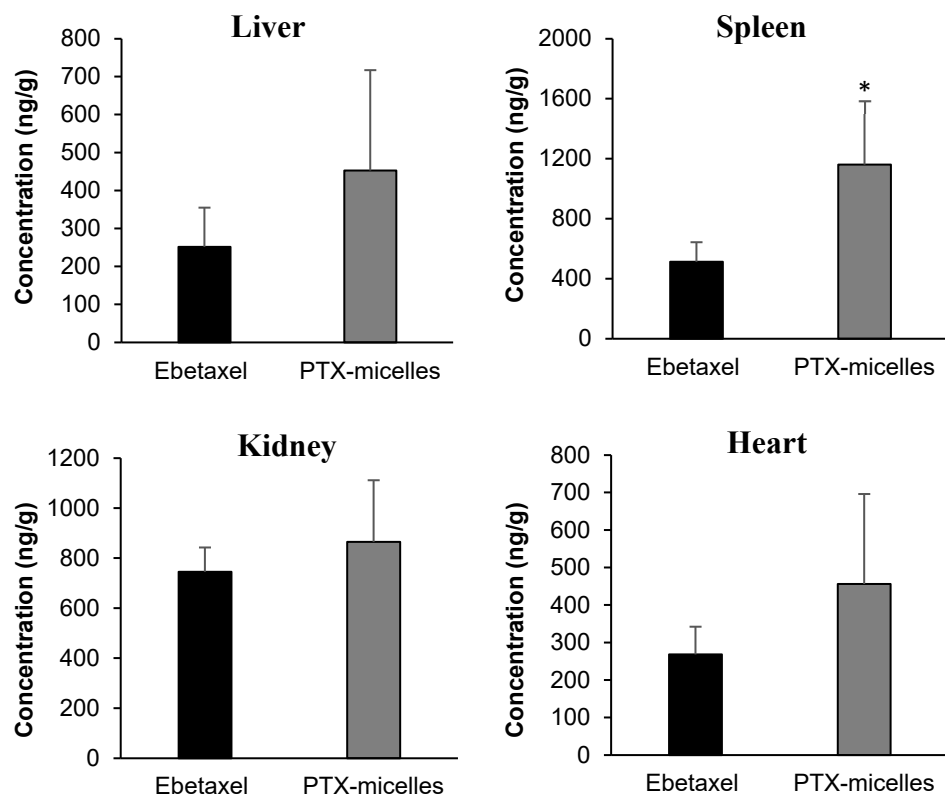 Liver
Concentration (ng/g)
800
700
600
500
400
300
200
100
0
Ebetaxel PTX-micelles
Spleen
Concentration (ng/g)
2000
1600
1200
800
400
0
*
Ebetaxel PTX-micelles
Kidney
Concentration (ng/g)
1200
1000
800
600
400
200
0
Ebetaxel PTX-micelles
Heart
Concentration (ng/g)
800
700
600
500
400
300
200
100
0
Ebetaxel PTX-micelles